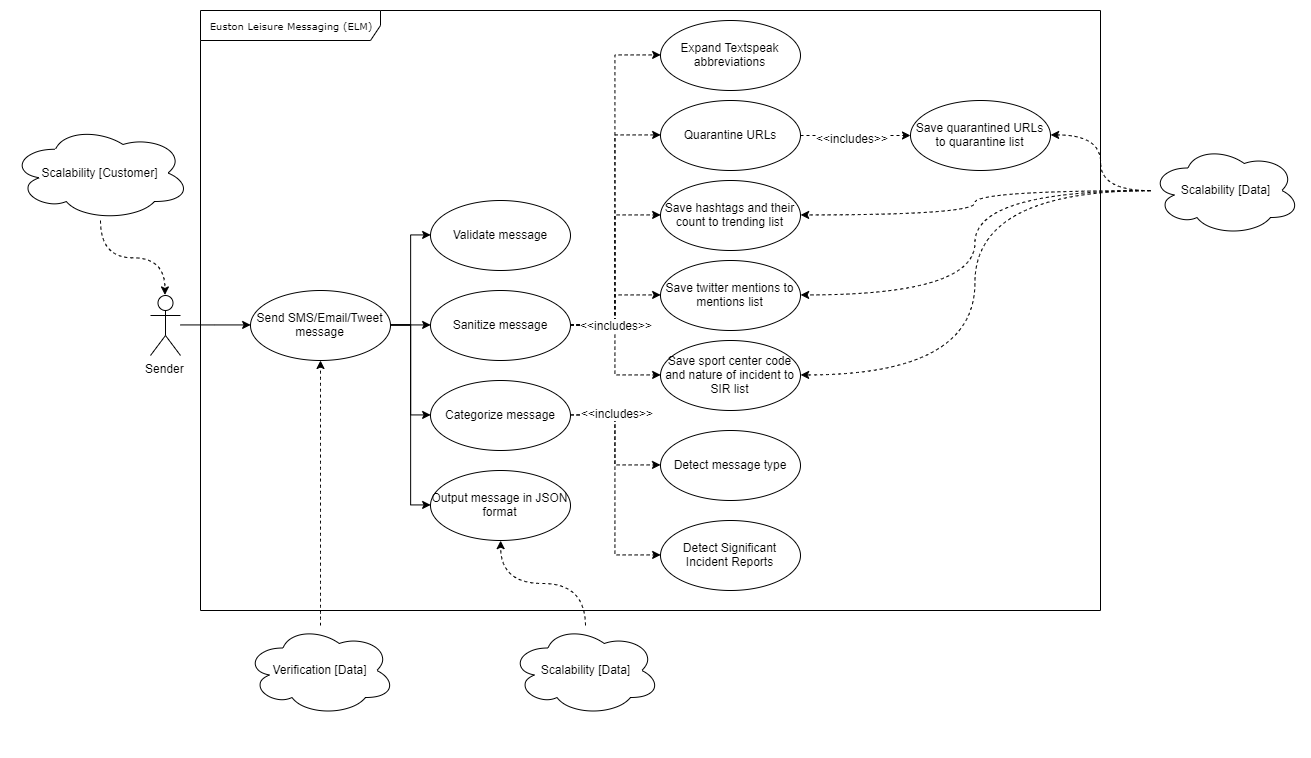 Euston Leisure Messaging (ELM)
Expand Textspeak
abbreviations
Quarantine URLs
<<includes>>
Save quarantined URLs
to quarantine list
Scalability [Customer]
Scalability [Data]
Save hashtags and their
count to trending list
Validate message
Save twitter mentions to
mentions list
Send SMS/Email/Tweet
message
Sanitize message
<<includes>>
Sender
Save sport center code
and nature of incident to
SIR list
Categorize message
<<includes>>
Detect message type
Output message in JSON
format
Detect Significant
Incident Reports
Verification [Data]
Scalability [Data]